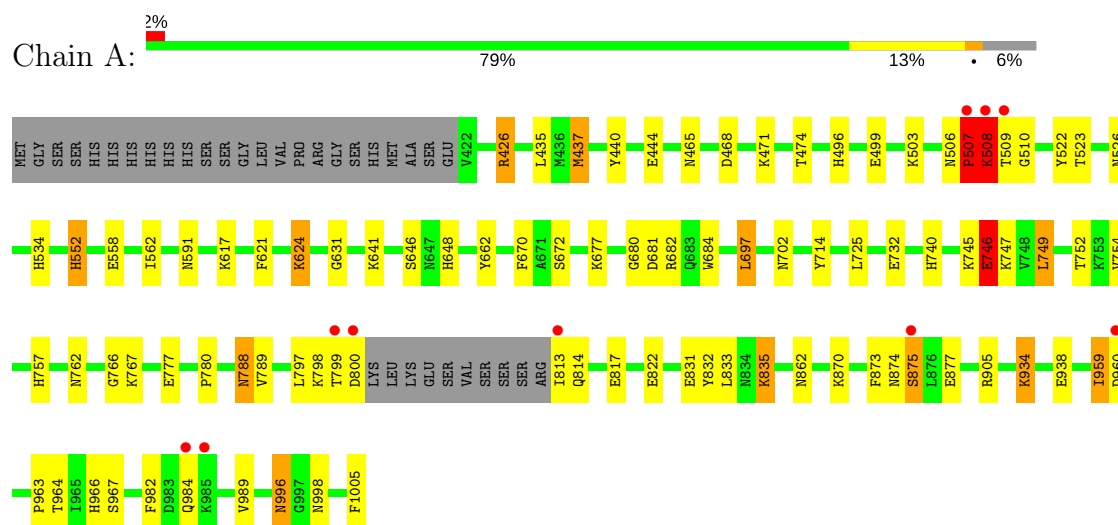 2%
Chain A:
79% 13% • 6%
MET GLY SER SER HIS HIS HIS HIS HIS HIS SER SER GLY LEU VAL PRO ARG GLY SER HIS MET ALA SER GLU V422 R426 L435 M436 M437 Y440 E444 N465 D468 K471 T474 H496 E499 K503 N506 P507 K508 T509 G510 Y522 T523 N526
H534 H552 E558 I562 N591 K617 F621 K624 G631 K641 S646 N647 H648 Y662 F670 A671 S672 K677 G680 D681 R682 Q683 W684 L697 N702 Y714 L725 E732 H740 K745 E746 K747 V748 L749 T752 K753
H757 N762 G766 K767 E777 P780 N788 V789 L797 K798 T799 D800 LYS LEU LYS GLU SER VAL SER SER SER ARG I813 Q814 E817 E822 E831 Y832 L833 N834 K835 N862 K870 F873 N874 S875 L876 E877 R905 K934 E938 I959 D960
P963 T964 I965 H966 S967 F982 D983 Q984 K985 V989 N996 G997 N998 F1005